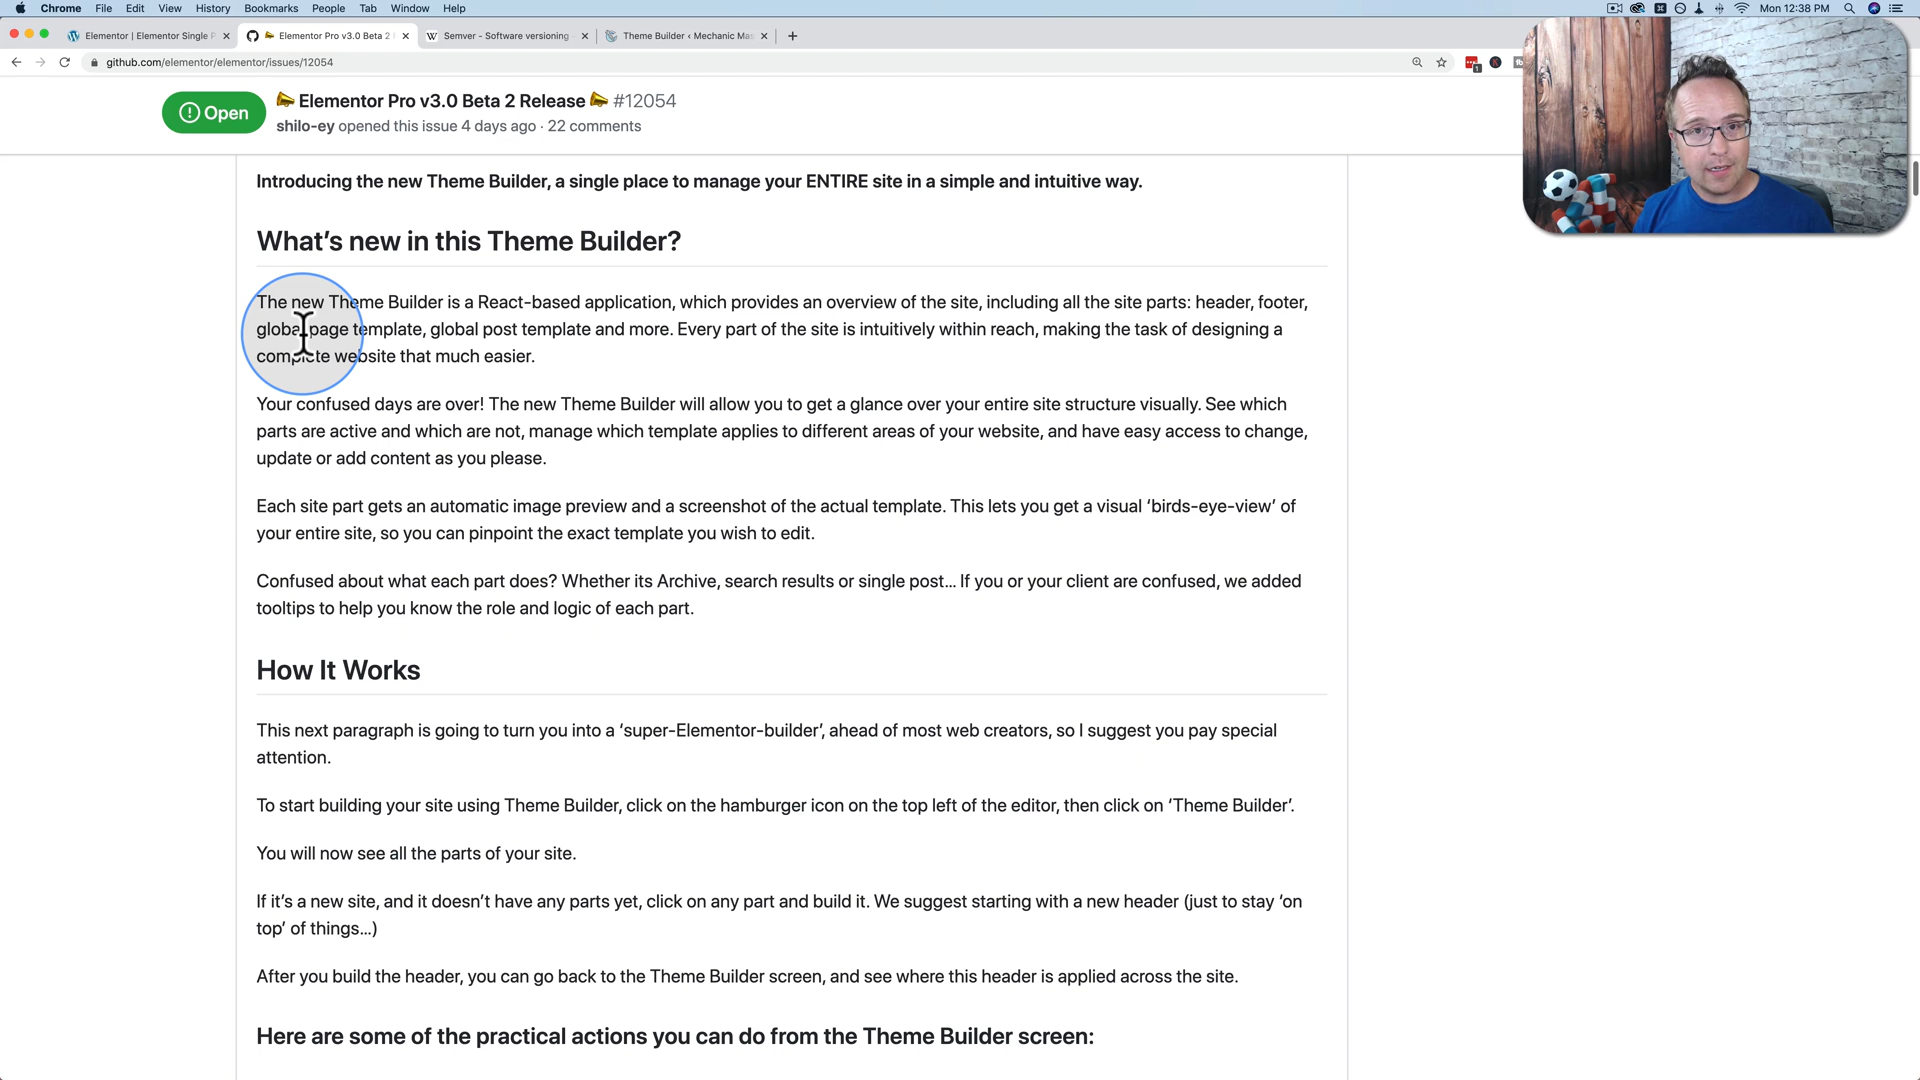 Chrome File Edit View History Bookmarks People Tab Window Help Mon 12:38 PM
Elementor | Elementor Single P Elementor Pro v3.0 Beta 2 Semver - Software versioning Theme Builder ‹ Mechanic Mas
github.com/elementor/elementor/issues/12054
Open
Elementor Pro v3.0 Beta 2 Release #12054
shilo-ey opened this issue 4 days ago · 22 comments
Introducing the new Theme Builder, a single place to manage your ENTIRE site in a simple and intuitive way.
What’s new in this Theme Builder?
The new Theme Builder is a React-based application, which provides an overview of the site, including all the site parts: header, footer,
global page template, global post template and more. Every part of the site is intuitively within reach, making the task of designing a
complete website that much easier.
Your confused days are over! The new Theme Builder will allow you to get a glance over your entire site structure visually. See which
parts are active and which are not, manage which template applies to different areas of your website, and have easy access to change,
update or add content as you please.
Each site part gets an automatic image preview and a screenshot of the actual template. This lets you get a visual ‘birds-eye-view’ of
your entire site, so you can pinpoint the exact template you wish to edit.
Confused about what each part does? Whether its Archive, search results or single post... If you or your client are confused, we added
tooltips to help you know the role and logic of each part.
How It Works
This next paragraph is going to turn you into a ‘super-Elementor-builder’, ahead of most web creators, so I suggest you pay special
attention.
To start building your site using Theme Builder, click on the hamburger icon on the top left of the editor, then click on ‘Theme Builder’.
You will now see all the parts of your site.
If it’s a new site, and it doesn’t have any parts yet, click on any part and build it. We suggest starting with a new header (just to stay ‘on
top’ of things...)
After you build the header, you can go back to the Theme Builder screen, and see where this header is applied across the site.
Here are some of the practical actions you can do from the Theme Builder screen: